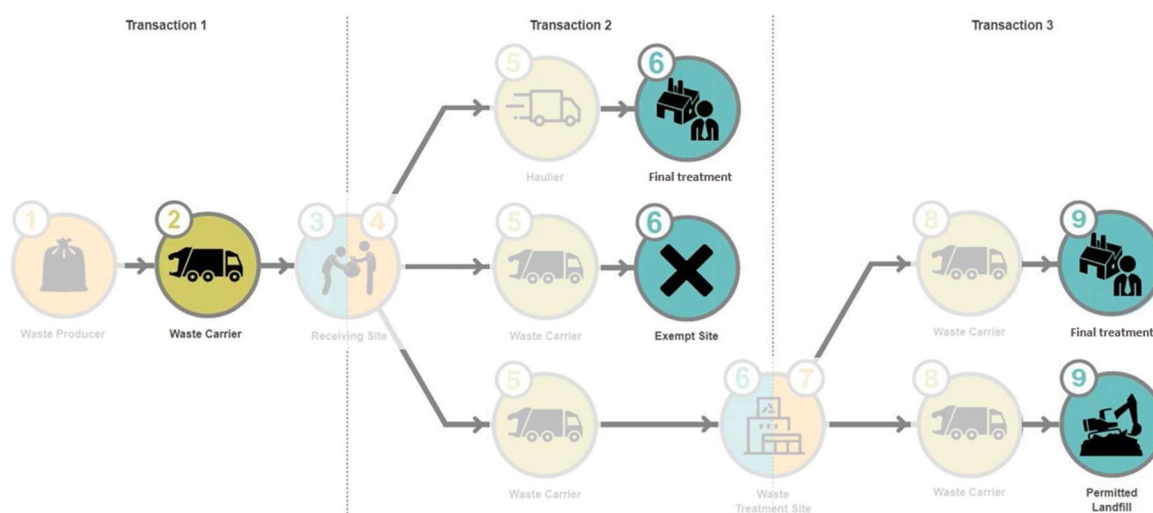 Transaction 1
Transaction 2
Transaction 3
5
Haulier
6
Final treatment
1
Waste Producer
2
Waste Carrier
3
4
Receiving Site
5
Waste Carrier
6
Exempt Site
8
Waste Carrier
9
Final treatment
5
Waste Carrier
6
7
Waste
Treatment Site
8
Waste Carrier
9
Permitted
Landfill